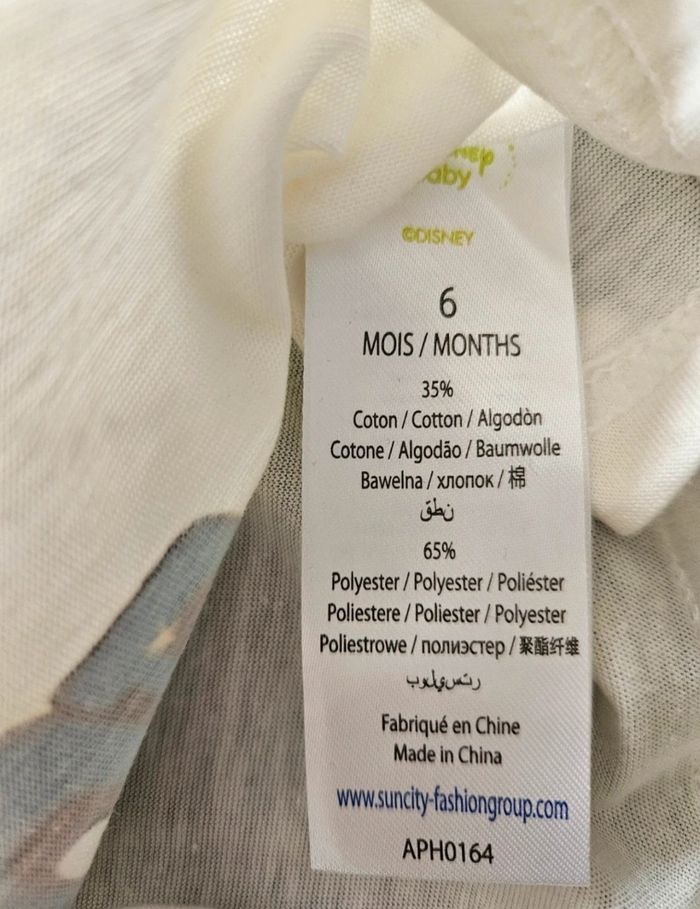 ©DISNEY
6
MOIS / MONTHS
35%
Coton / Cotton / Algodòn
Cotone / Algodão / Baumwolle
Bawelna / хлопок / 棉
قطن
65%
Polyester / Polyester / Poliéster
Poliestere / Poliester / Polyester
Poliestrowe / полиэстер / 聚酯纤维
بوليستر
Fabriqué en Chine
Made in China
www.suncity-fashiongroup.com
APH0164